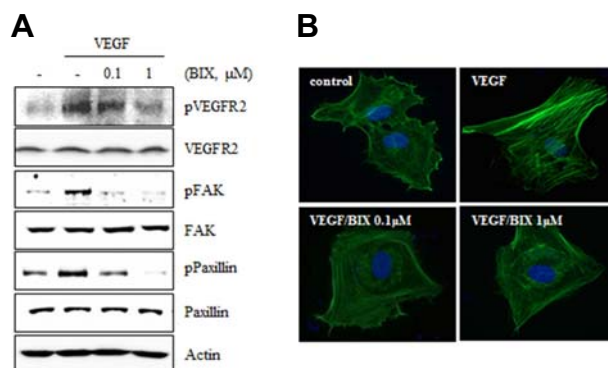 A
VEGF
- - 0.1 1 (BIX, μM)
pVEGFR2
VEGFR2
pFAK
FAK
pPaxillin
Paxillin
Actin
B
control
VEGF
VEGF/BIX 0.1μM
VEGF/BIX 1μM